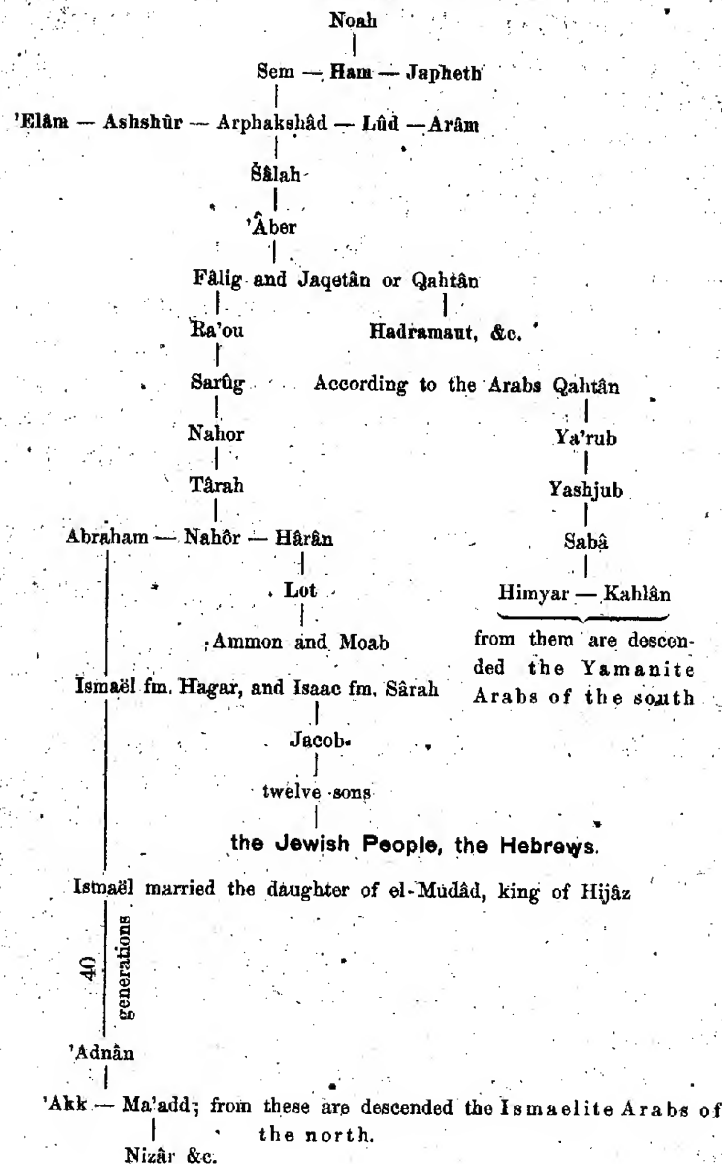 Noah
Sem — Ham — Japheth
'Elâm — Ashshûr — Arphakshâd — Lûd — Arâm
Šâlah
'Âber
Fâlig and Jaqetân or Qahtân
Ra'ou
Hadramaut, &c.
Sarûg
According to the Arabs Qahtân
Nahor
Ya'rub
Târah
Yashjub
Abraham — Nahôr — Hârân
Sabâ
Lot
Himyar — Kahlân
Ammon and Moab
from them are descen-
ded the Yamanite
Arabs of the south
Ismaël fm. Hagar, and Isaac fm. Sârah
Jacob
twelve sons
the Jewish People, the Hebrews.
Ismaël married the daughter of el-Mudâd, king of Hijâz
40
generations
'Adnân
'Akk — Ma'add; from these are descended the Ismaelite Arabs of
the north.
Nizâr &c.